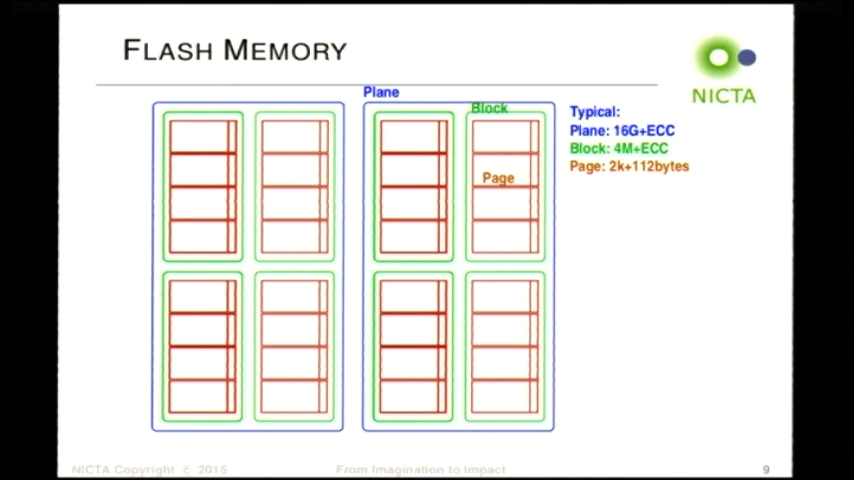 FLASH MEMORY
NICTA
Plane
Block
Page
Typical:
Plane: 16G+ECC
Block: 4M+ECC
Page: 2k+112bytes
NICTA Copyright c 2015
From Imagination to Impact
9